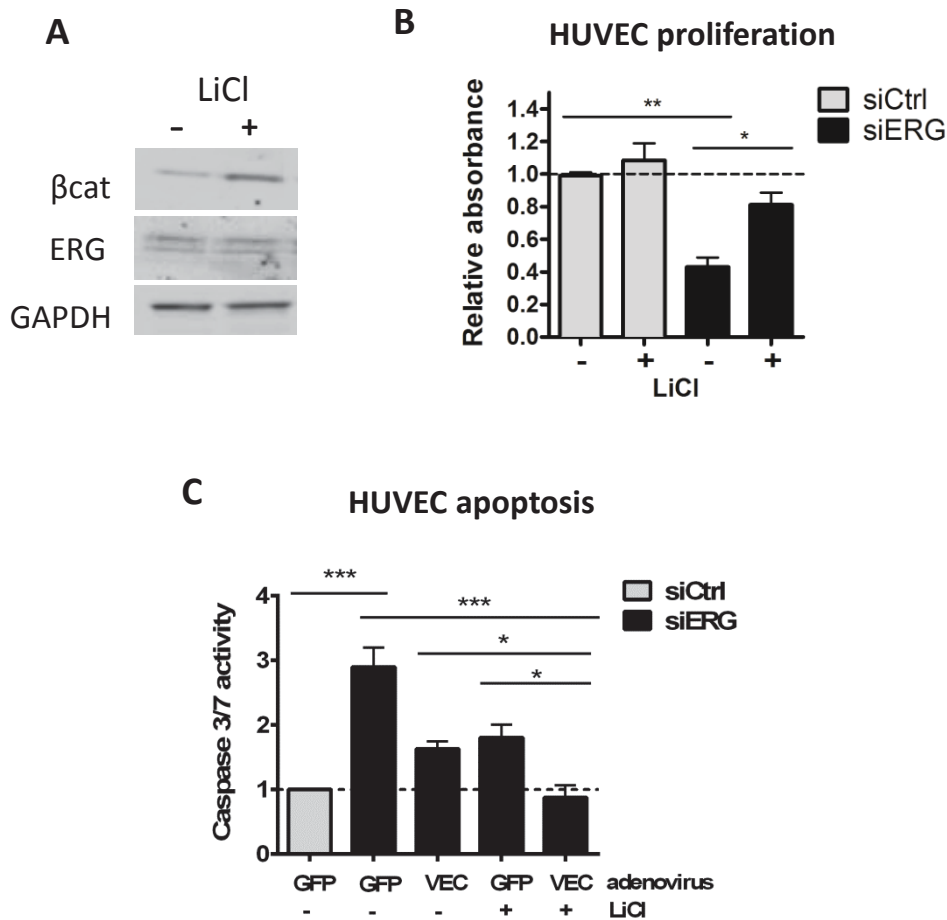 A
LiCl
- +
βcat
ERG
GAPDH
B
HUVEC proliferation
siCtrl
siERG
Relative absorbance
1.4
1.2
1.0
0.8
0.6
0.4
0.2
0.0
**
*
- + - +
LiCl
C
HUVEC apoptosis
siCtrl
siERG
Caspase 3/7 activity
4
3
2
1
0
***
***
*
*
GFP GFP VEC GFP VEC adenovirus
- - - + + LiCl